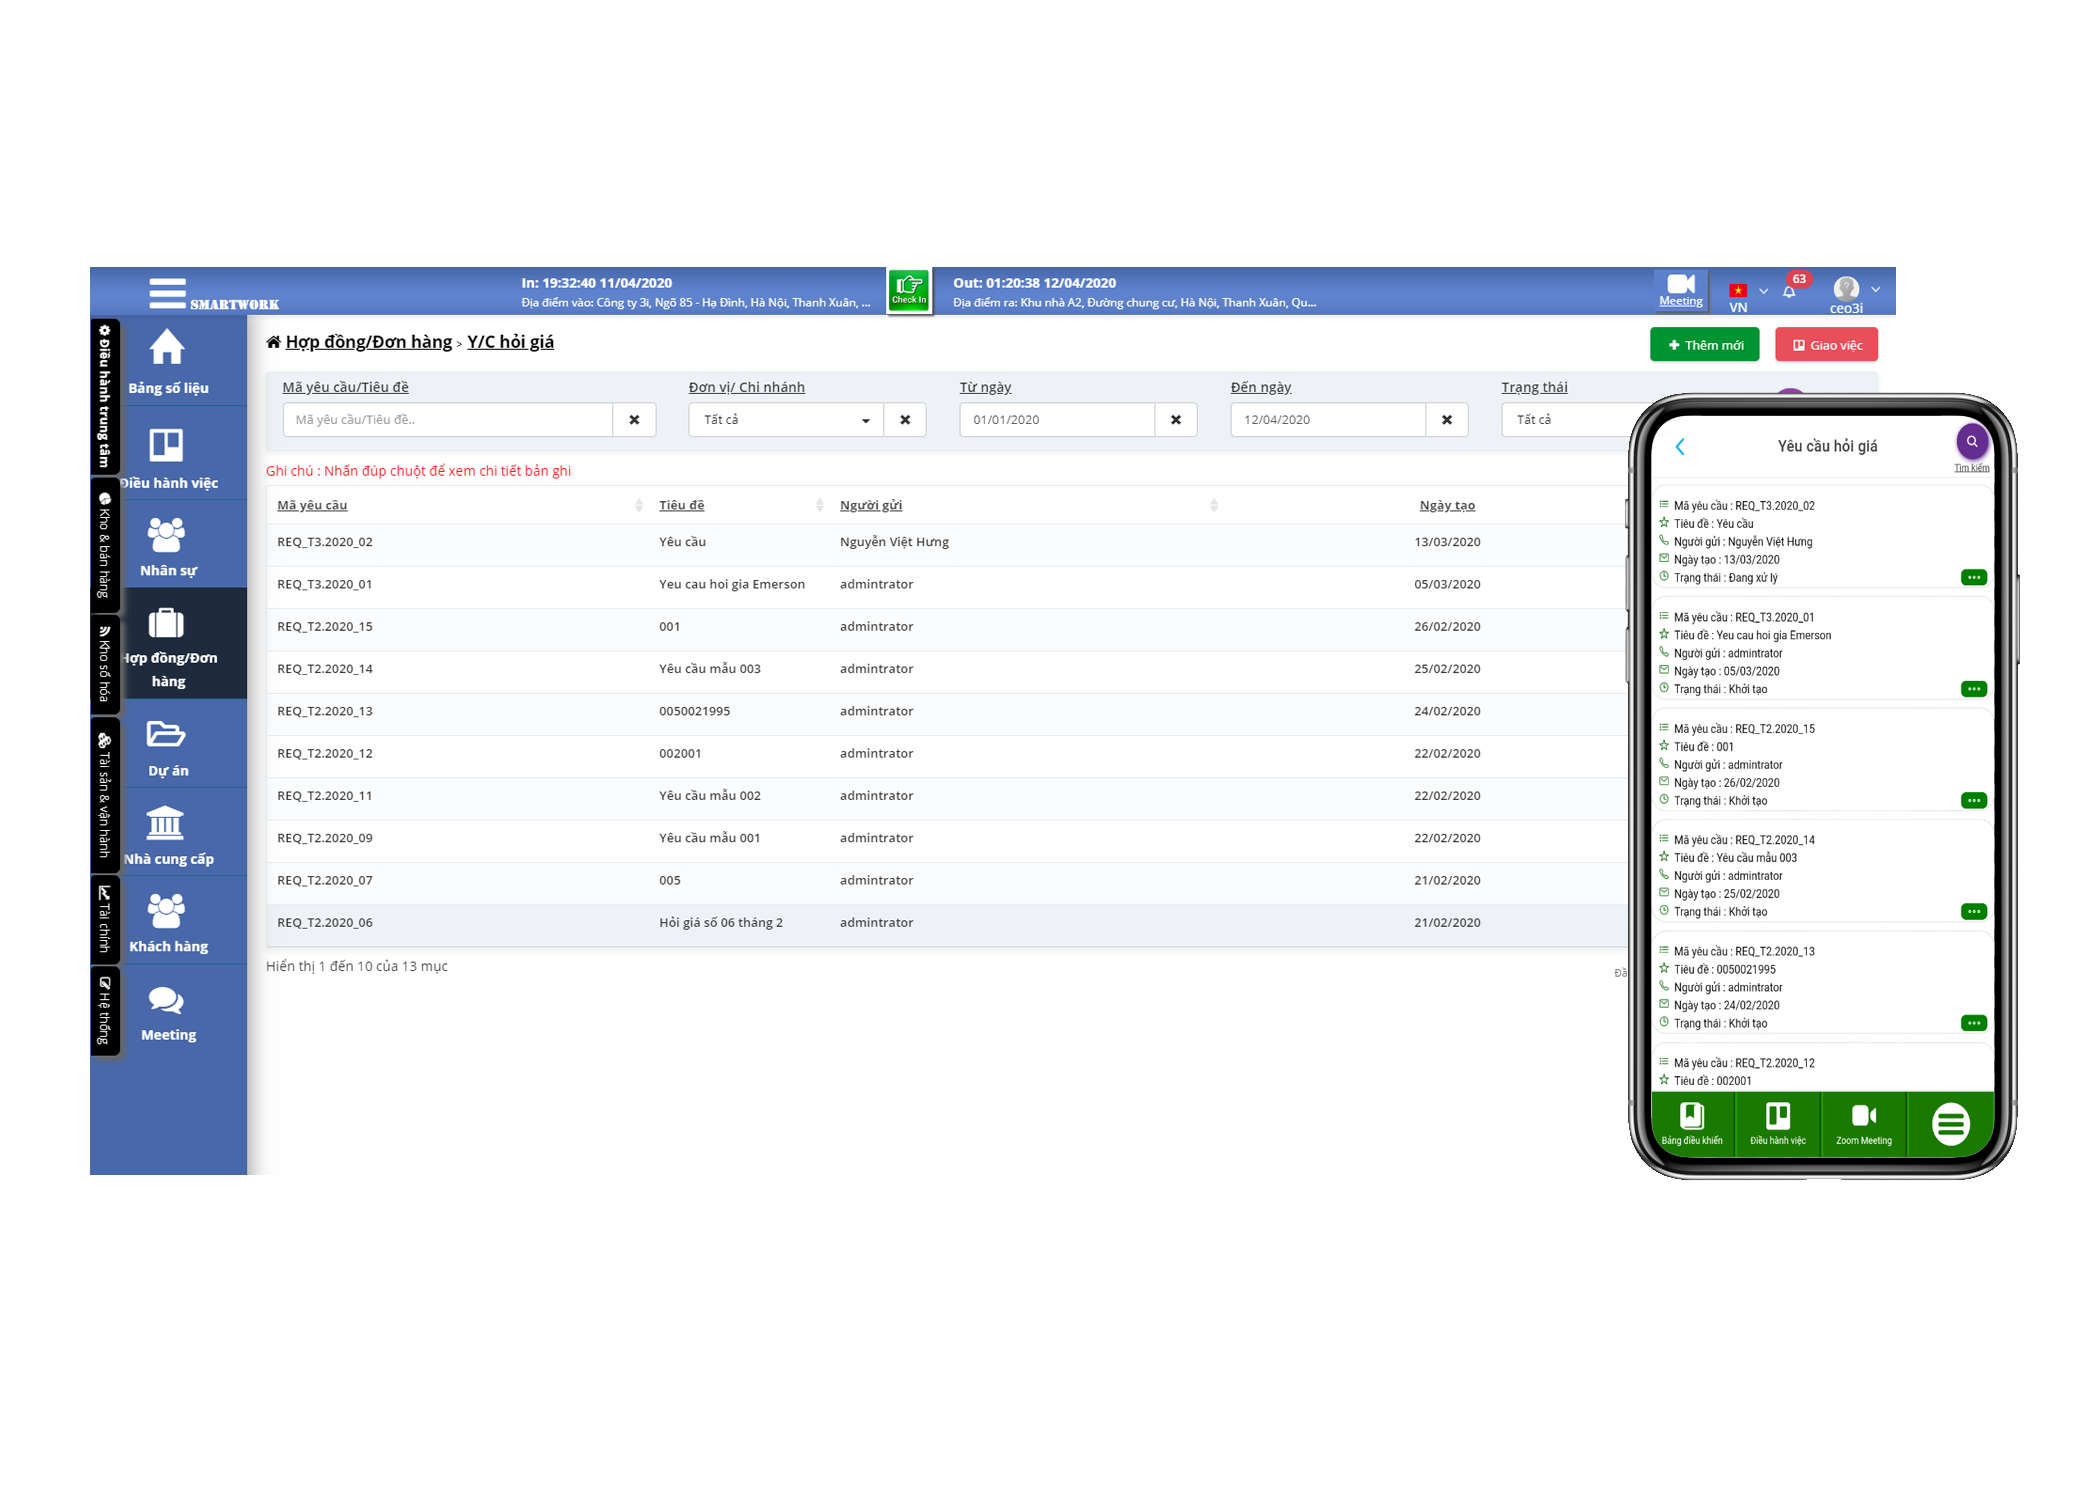 SMARTWORK
In: 19:32:40 11/04/2020
Địa điểm vào: Công ty 3i, Ngõ 85 - Hạ Đình, Hà Nội, Thanh Xuân, ...
Check In
Out: 01:20:38 12/04/2020
Địa điểm ra: Khu nhà A2, Đường chung cư, Hà Nội, Thanh Xuân, Qu...
Meeting
VN
63
ceo3i
Điều hành trung tâm
Kho & bán hàng
Kho số hóa
Tài sản & vận hành
Tài chính
Hệ thống
Bảng số liệu
Điều hành việc
Nhân sự
Hợp đồng/Đơn
hàng
Dự án
Nhà cung cấp
Khách hàng
Meeting
Hợp đồng/Đơn hàng > Y/C hỏi giá
Thêm mới
Giao việc
Mã yêu cầu/Tiêu đề Đơn vị/ Chi nhánh Từ ngày Đến ngày Trạng thái
Mã yêu cầu/Tiêu đề.. Tất cả 01/01/2020 12/04/2020 Tất cả
Ghi chú : Nhấn đúp chuột để xem chi tiết bản ghi
Mã yêu cầu Tiêu đề Người gửi Ngày tạo
REQ_T3.2020_02 Yêu cầu Nguyễn Việt Hưng 13/03/2020
REQ_T3.2020_01 Yeu cau hoi gia Emerson admintrator 05/03/2020
REQ_T2.2020_15 001 admintrator 26/02/2020
REQ_T2.2020_14 Yêu cầu mẫu 003 admintrator 25/02/2020
REQ_T2.2020_13 0050021995 admintrator 24/02/2020
REQ_T2.2020_12 002001 admintrator 22/02/2020
REQ_T2.2020_11 Yêu cầu mẫu 002 admintrator 22/02/2020
REQ_T2.2020_09 Yêu cầu mẫu 001 admintrator 22/02/2020
REQ_T2.2020_07 005 admintrator 21/02/2020
REQ_T2.2020_06 Hỏi giá số 06 tháng 2 admintrator 21/02/2020
Hiển thị 1 đến 10 của 13 mục
Yêu cầu hỏi giá
Tìm kiếm
Mã yêu cầu : REQ_T3.2020_02
Tiêu đề : Yêu cầu
Người gửi : Nguyễn Việt Hưng
Ngày tạo : 13/03/2020
Trạng thái : Đang xử lý
Mã yêu cầu : REQ_T3.2020_01
Tiêu đề : Yeu cau hoi gia Emerson
Người gửi : admintrator
Ngày tạo : 05/03/2020
Trạng thái : Khởi tạo
Mã yêu cầu : REQ_T2.2020_15
Tiêu đề : 001
Người gửi : admintrator
Ngày tạo : 26/02/2020
Trạng thái : Khởi tạo
Mã yêu cầu : REQ_T2.2020_14
Tiêu đề : Yêu cầu mẫu 003
Người gửi : admintrator
Ngày tạo : 25/02/2020
Trạng thái : Khởi tạo
Mã yêu cầu : REQ_T2.2020_13
Tiêu đề : 0050021995
Người gửi : admintrator
Ngày tạo : 24/02/2020
Trạng thái : Khởi tạo
Mã yêu cầu : REQ_T2.2020_12
Tiêu đề : 002001
Bảng điều khiển
Điều hành việc
Zoom Meeting